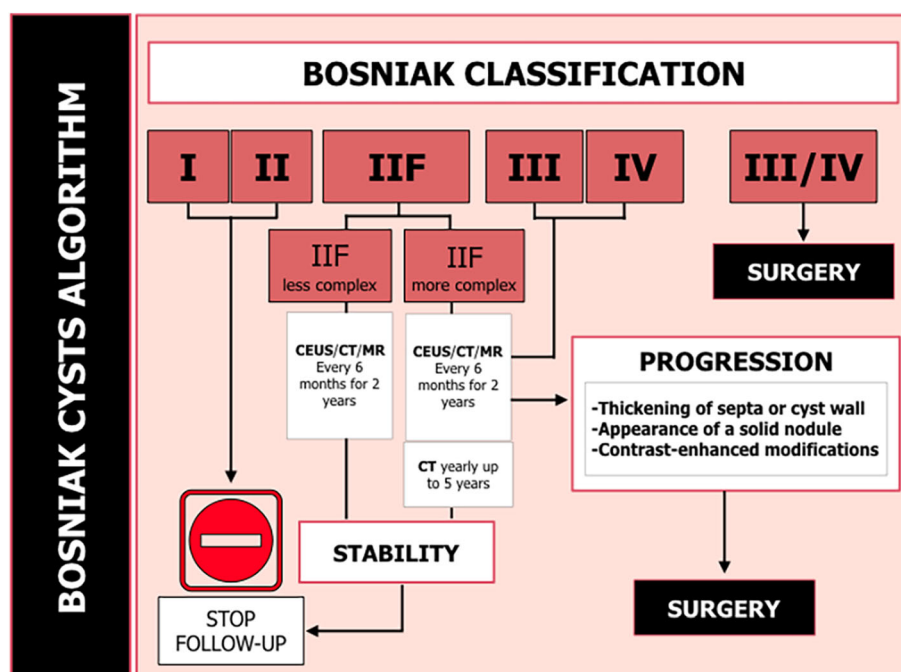 BOSNIAK CYSTS ALGORITHM
BOSNIAK CLASSIFICATION
I
II
IIF
III
IV
III/IV
IIF
less complex
IIF
more complex
SURGERY
CEUS/CT/MR
Every 6
months for 2
years
CEUS/CT/MR
Every 6
months for 2
years
CT yearly up
to 5 years
PROGRESSION
-Thickening of septa or cyst wall
-Appearance of a solid nodule
-Contrast-enhanced modifications
STABILITY
STOP
FOLLOW-UP
SURGERY